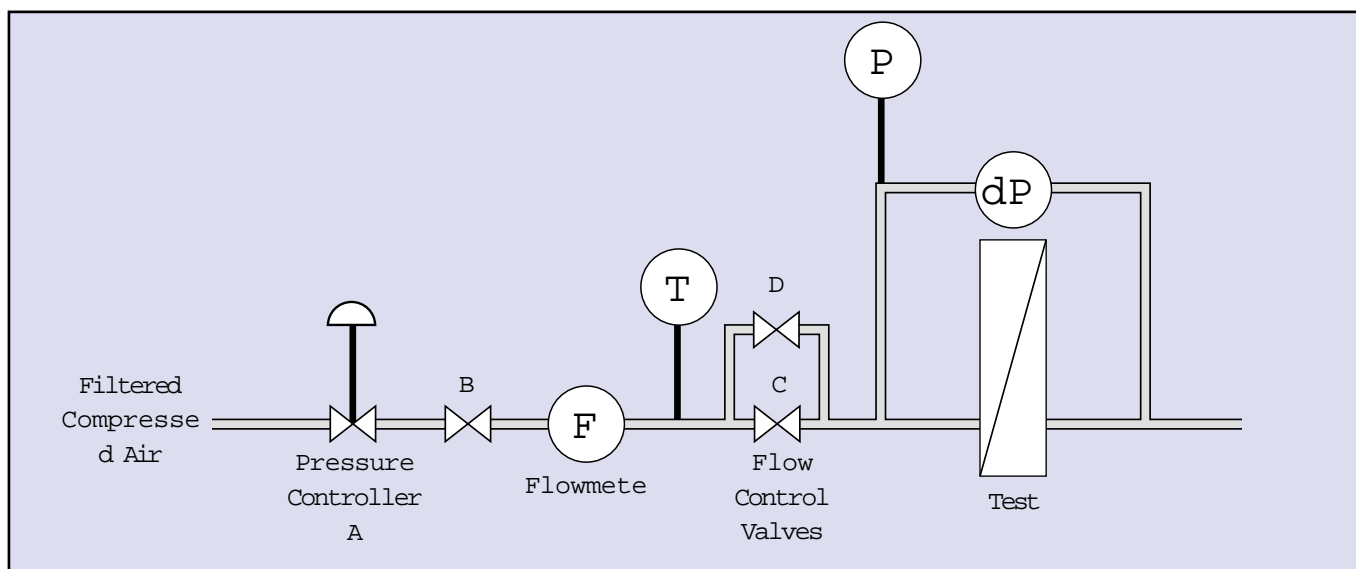 P
dP
T
D
B
C
F
Filtered
Compresse
d Air
Pressure
Controller
A
Flowmete
Flow
Control
Valves
Test